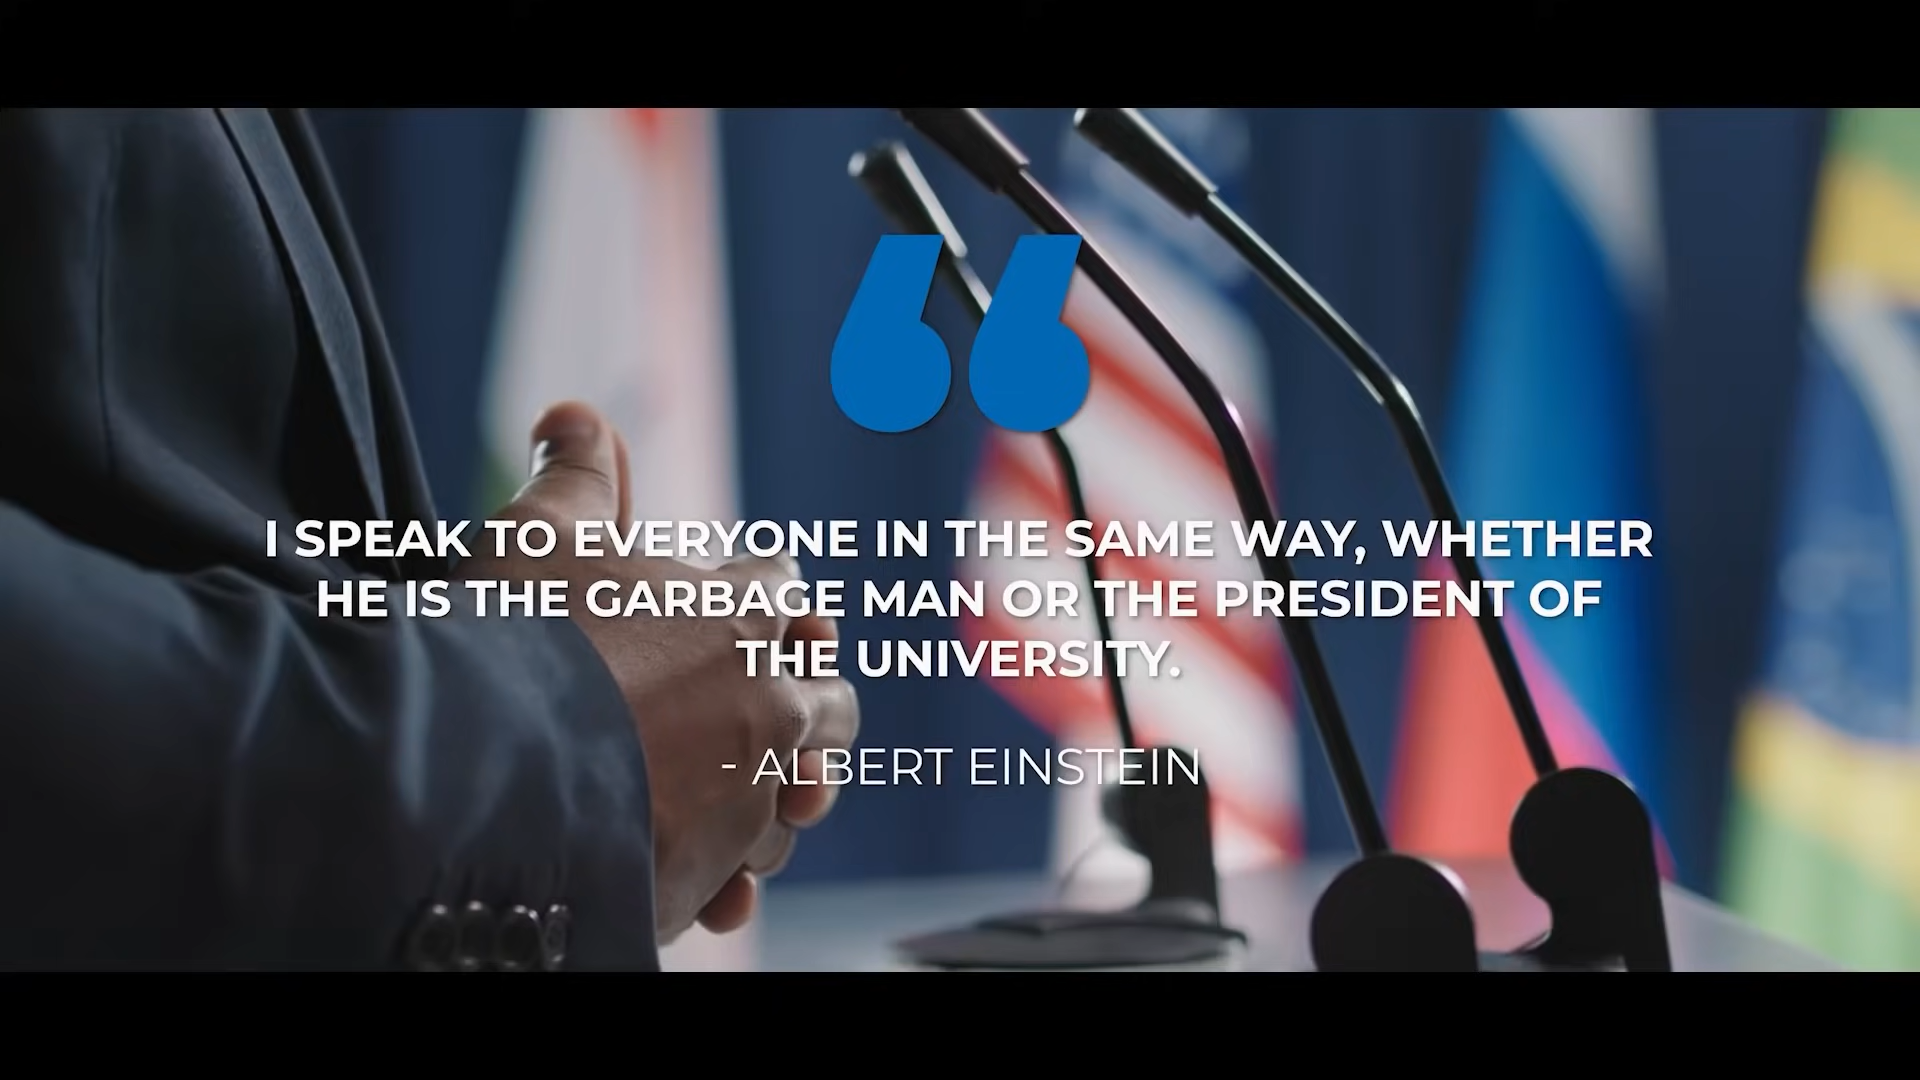 I SPEAK TO EVERYONE IN THE SAME WAY, WHETHER
HE IS THE GARBAGE MAN OR THE PRESIDENT OF
THE UNIVERSITY.
- ALBERT EINSTEIN